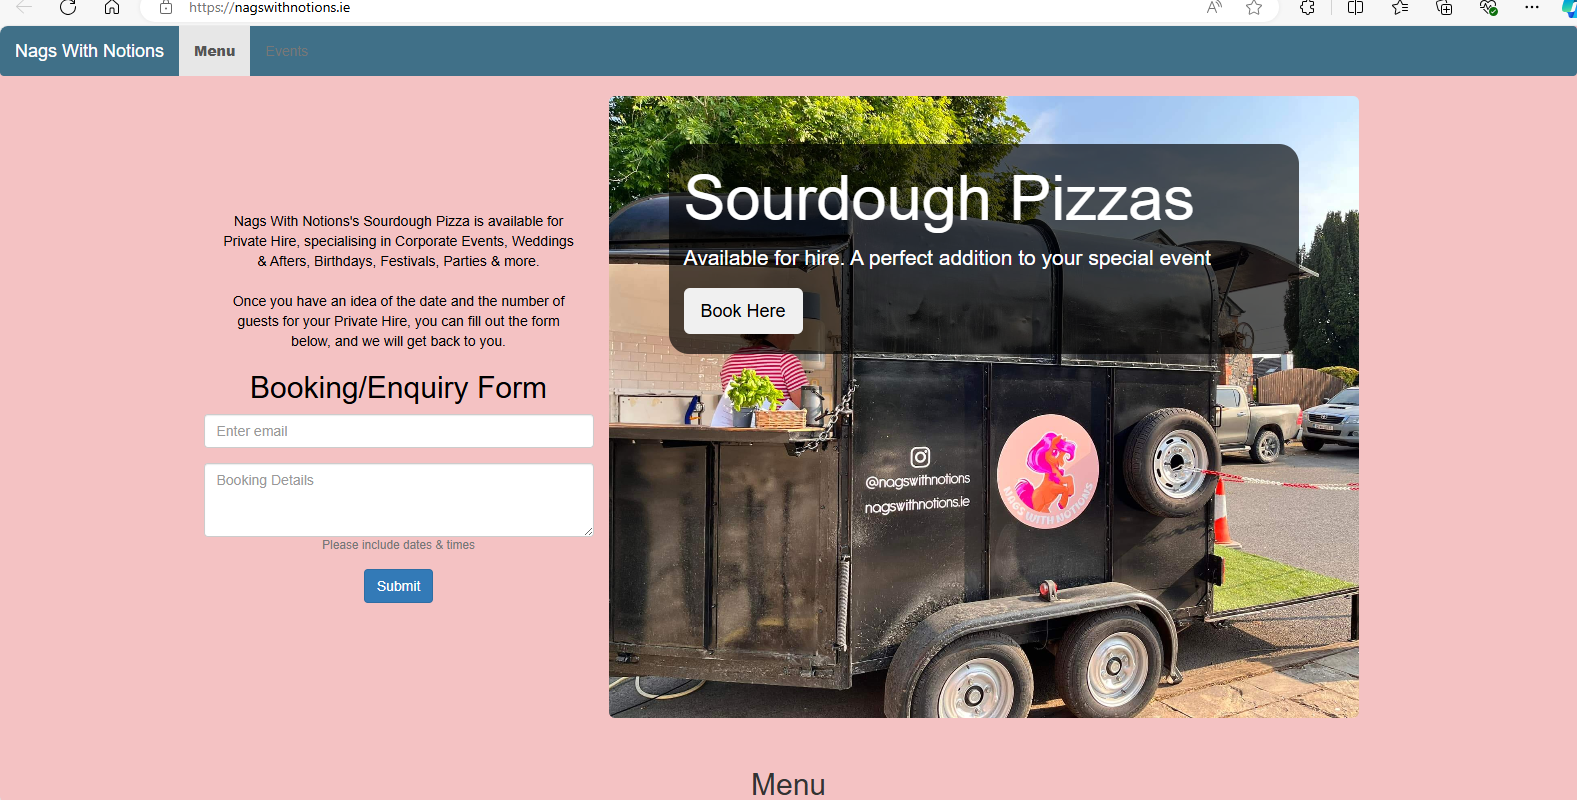 https://nagswithnotions.ie
Nags With Notions
Menu
Events
Nags With Notions's Sourdough Pizza is available for
Private Hire, specialising in Corporate Events, Weddings
& Afters, Birthdays, Festivals, Parties & more.
Once you have an idea of the date and the number of
guests for your Private Hire, you can fill out the form
below, and we will get back to you.
Booking/Enquiry Form
Enter email
Booking Details
Please include dates & times
Submit
Sourdough Pizzas
Available for hire. A perfect addition to your special event
Book Here
@nagswithnotions
nagswithnotions.ie
NAGS WITH NOTIONS
Menu